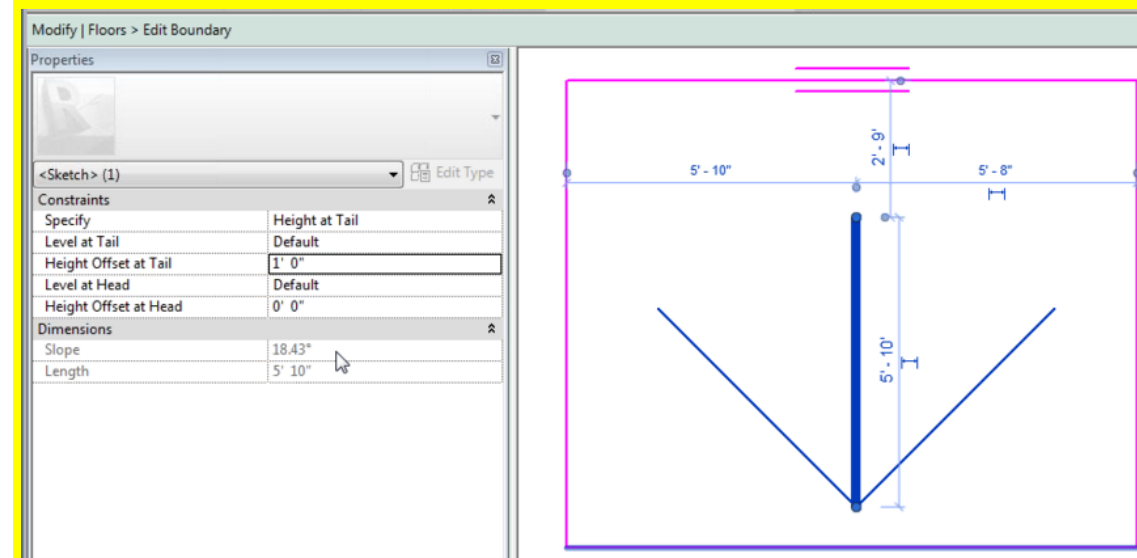 Modify | Floors > Edit Boundary
Properties
<Sketch> (1)
Edit Type
Constraints
Specify Height at Tail
Level at Tail Default
Height Offset at Tail 1' 0"
Level at Head Default
Height Offset at Head 0' 0"
Dimensions
Slope 18.43°
Length 5' 10"
2' - 9'
5' - 10"
5' - 8"
5' - 10'